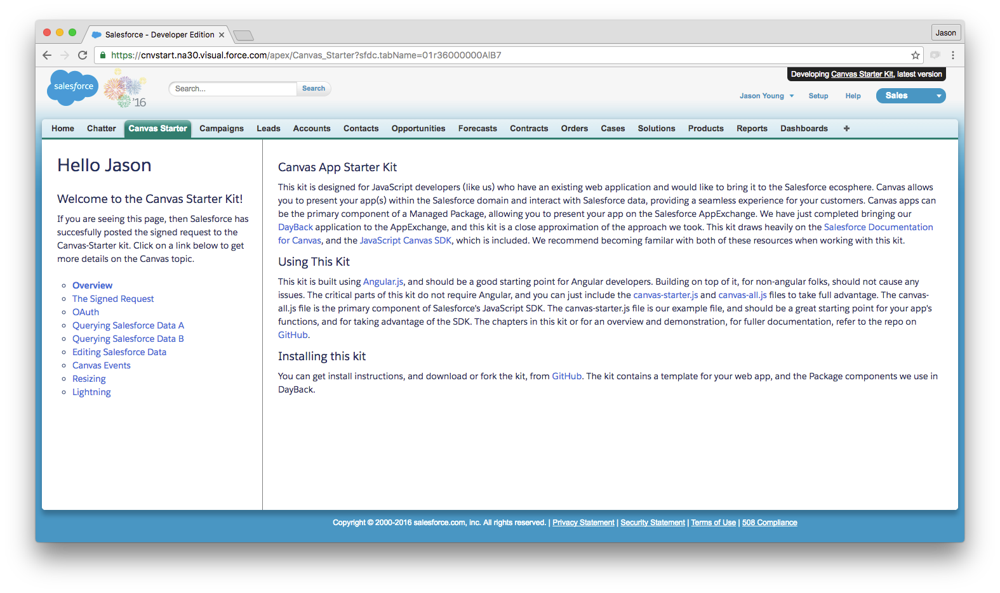 Salesforce - Developer Edition
Jason
https://cnvstart.na30.visual.force.com/apex/Canvas_Starter?sfdc.tabName=01r36000000AlB7
salesforce
'16
Search...
Search
Developing Canvas Starter Kit, latest version
Jason Young
Setup
Help
Sales
Home Chatter Canvas Starter Campaigns Leads Accounts Contacts Opportunities Forecasts Contracts Orders Cases Solutions Products Reports Dashboards +
Hello Jason
Welcome to the Canvas Starter Kit!
If you are seeing this page, then Salesforce has
succesfully posted the signed request to the
Canvas-Starter kit. Click on a link below to get
more details on the Canvas topic.
Overview
The Signed Request
OAuth
Querying Salesforce Data A
Querying Salesforce Data B
Editing Salesforce Data
Canvas Events
Resizing
Lightning
Canvas App Starter Kit
This kit is designed for JavaScript developers (like us) who have an existing web application and would like to bring it to the Salesforce ecosphere. Canvas allows
you to present your app(s) within the Salesforce domain and interact with Salesforce data, providing a seamless experience for your customers. Canvas apps can
be the primary component of a Managed Package, allowing you to present your app on the Salesforce AppExchange. We have just completed bringing our
DayBack application to the AppExchange, and this kit is a close approximation of the approach we took. This kit draws heavily on the Salesforce Documentation
for Canvas, and the JavaScript Canvas SDK, which is included. We recommend becoming familar with both of these resources when working with this kit.
Using This Kit
This kit is built using Angular.js, and should be a good starting point for Angular developers. Building on top of it, for non-angular folks, should not cause any
issues. The critical parts of this kit do not require Angular, and you can just include the canvas-starter.js and canvas-all.js files to take full advantage. The canvas-
all.js file is the primary component of Salesforce's JavaScript SDK. The canvas-starter.js file is our example file, and should be a great starting point for your app's
functions, and for taking advantage of the SDK. The chapters in this kit or for an overview and demonstration, for fuller documentation, refer to the repo on
GitHub.
Installing this kit
You can get install instructions, and download or fork the kit, from GitHub. The kit contains a template for your web app, and the Package components we use in
DayBack.
Copyright © 2000-2016 salesforce.com, inc. All rights reserved. | Privacy Statement | Security Statement | Terms of Use | 508 Compliance